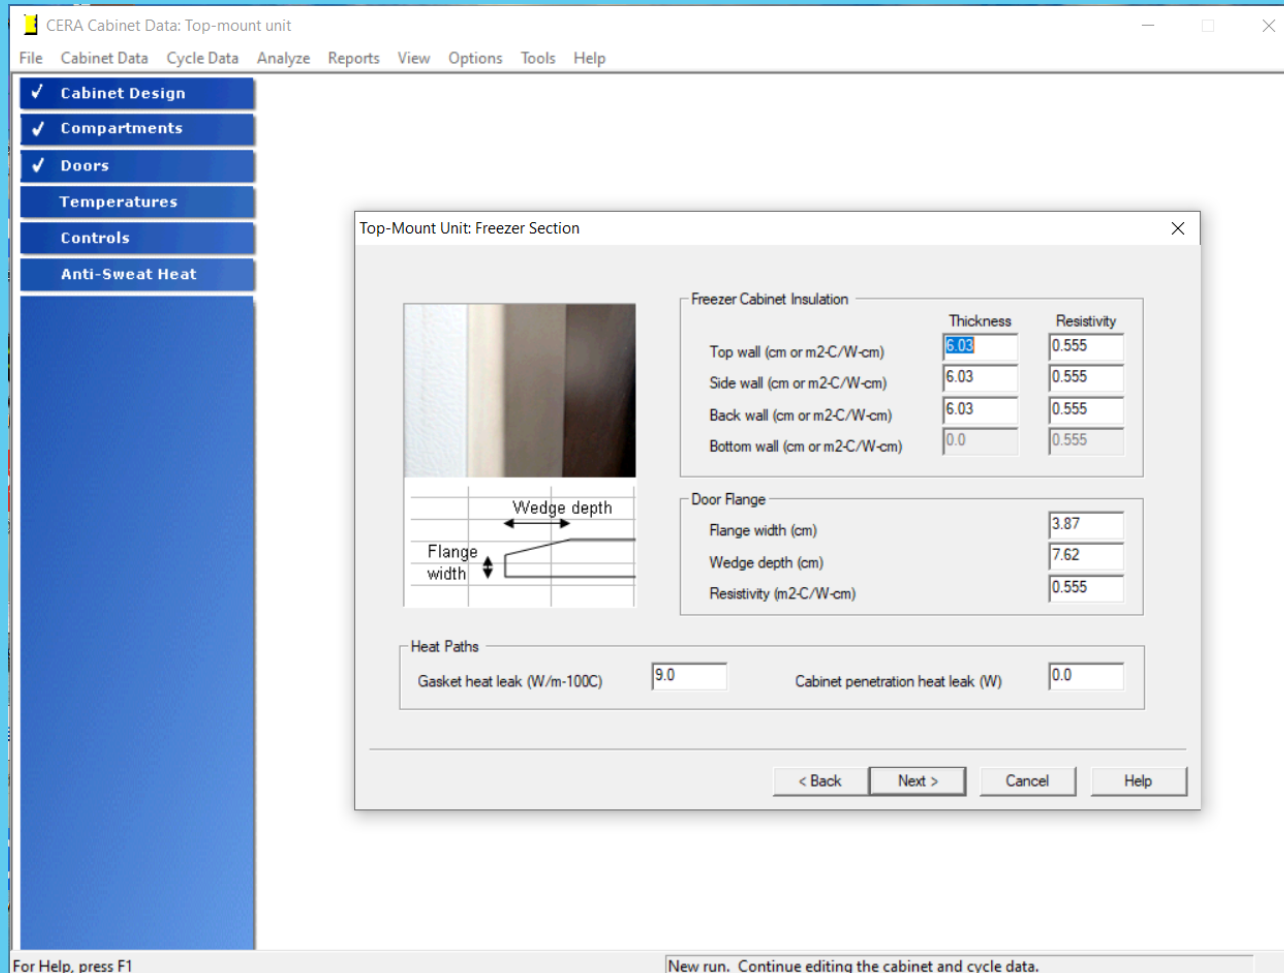 CERA Cabinet Data: Top-mount unit
File Cabinet Data Cycle Data Analyze Reports View Options Tools Help
Cabinet Design
Compartments
Doors
Temperatures
Controls
Anti-Sweat Heat
Top-Mount Unit: Freezer Section
Wedge depth
Flange
width
Freezer Cabinet Insulation
Thickness Resistivity
Top wall (cm or m2-C/W-cm) 6.03 0.555
Side wall (cm or m2-C/W-cm) 6.03 0.555
Back wall (cm or m2-C/W-cm) 6.03 0.555
Bottom wall (cm or m2-C/W-cm) 0.0 0.555
Door Flange
Flange width (cm) 3.87
Wedge depth (cm) 7.62
Resistivity (m2-C/W-cm) 0.555
Heat Paths
Gasket heat leak (W/m-100C) 9.0 Cabinet penetration heat leak (W) 0.0
< Back Next > Cancel Help
For Help, press F1 New run. Continue editing the cabinet and cycle data.